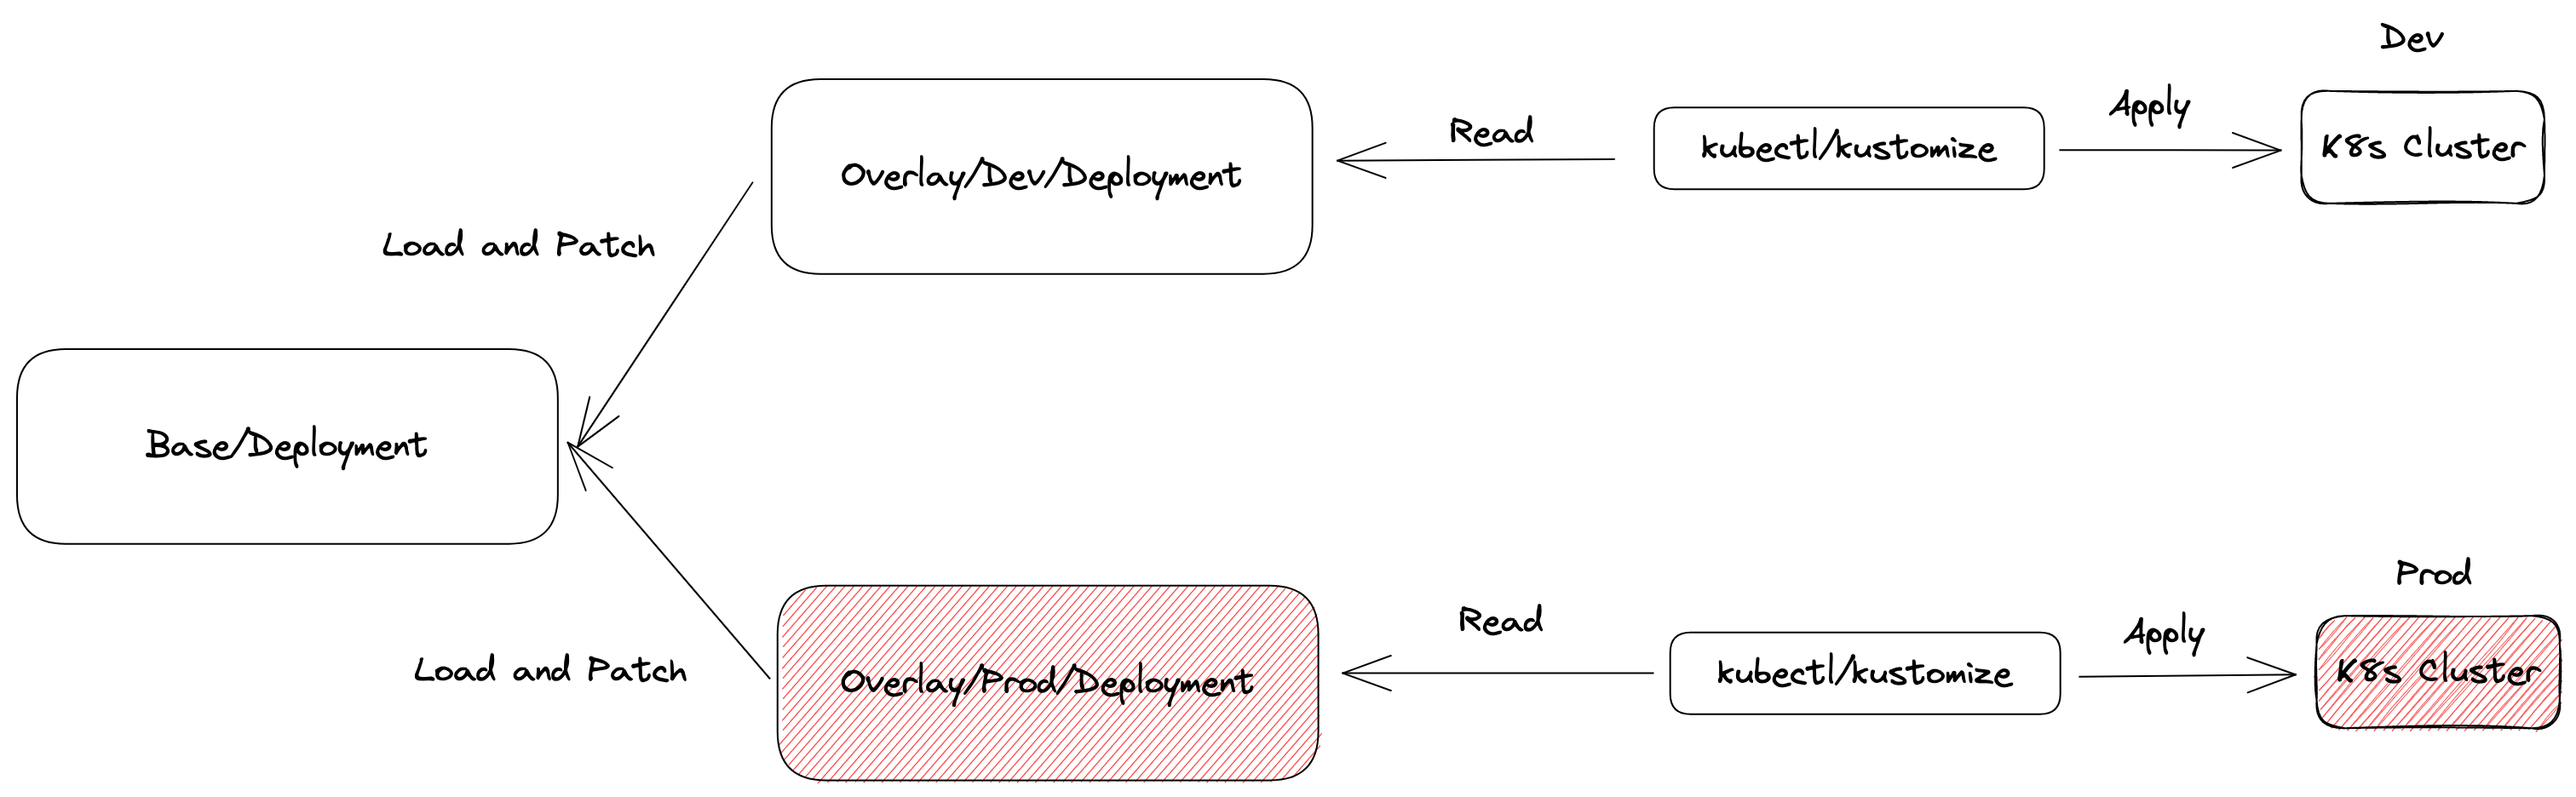 Dev
Apply
Read
kubectl/kustomize
K8s Cluster
Overlay/Dev/Deployment
Load and Patch
Base/Deployment
Prod
Read
Apply
Load and Patch
Overlay/Prod/Deployment
kubectl/kustomize
K8s Cluster